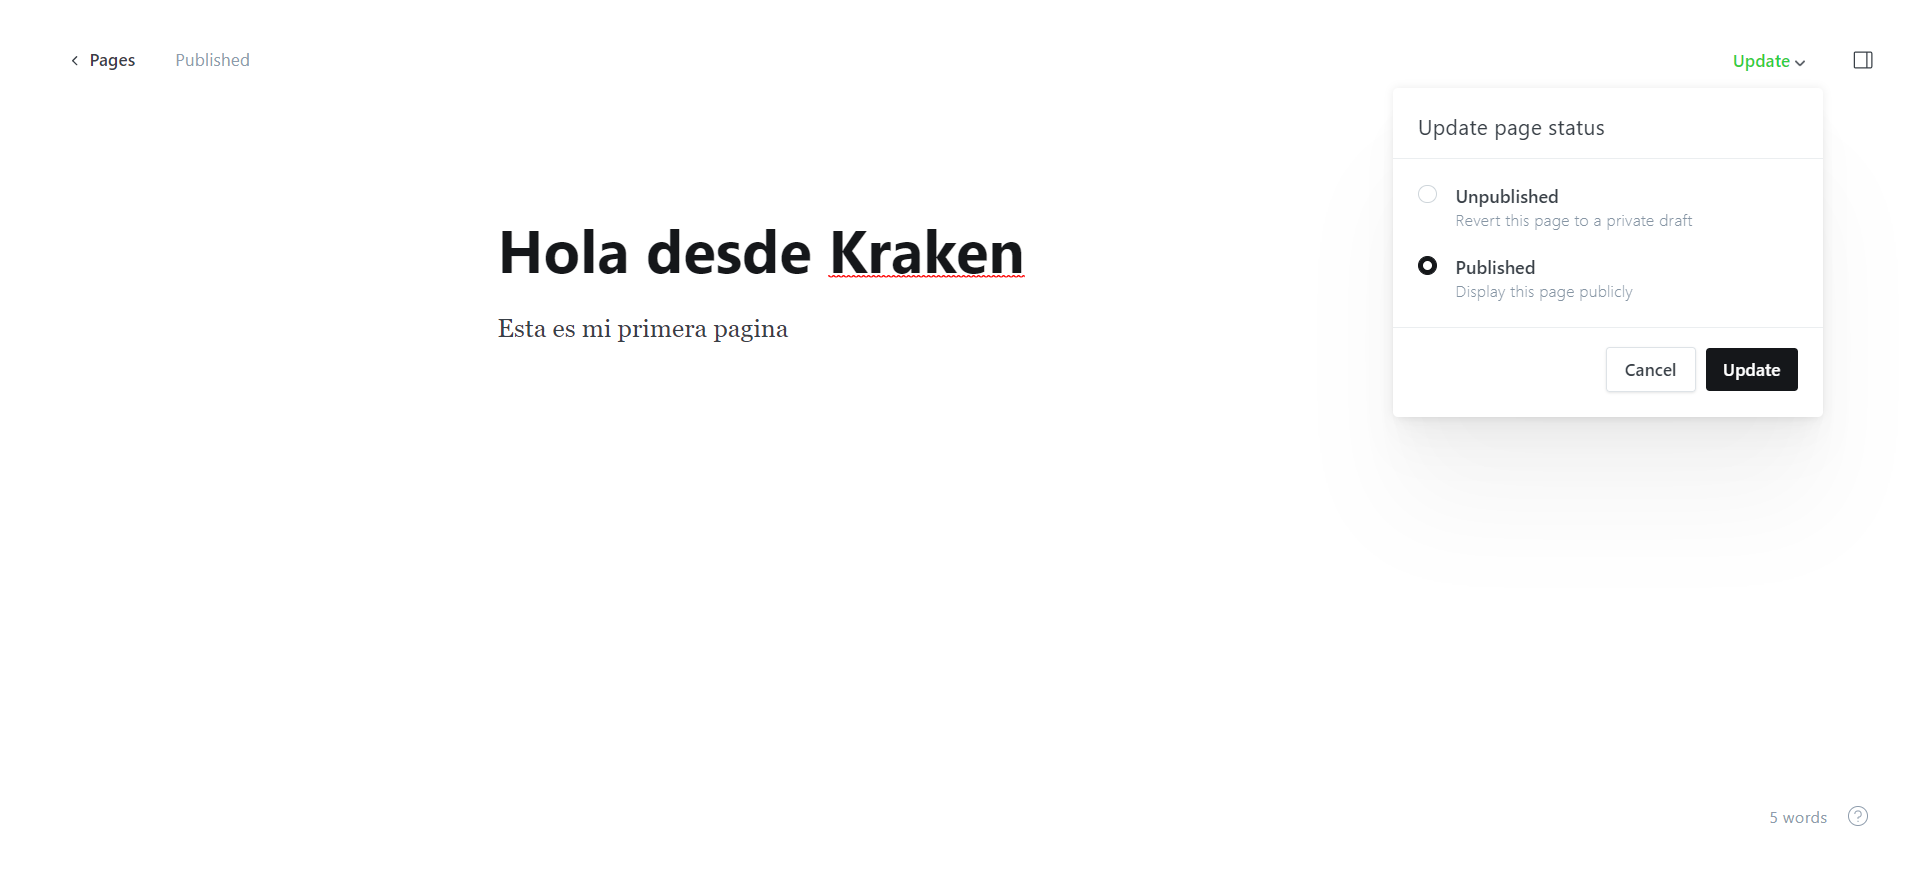 Pages
Published
Update
Update page status
Unpublished
Revert this page to a private draft
Published
Display this page publicly
Cancel
Update
Hola desde Kraken
Esta es mi primera pagina
5 words
?